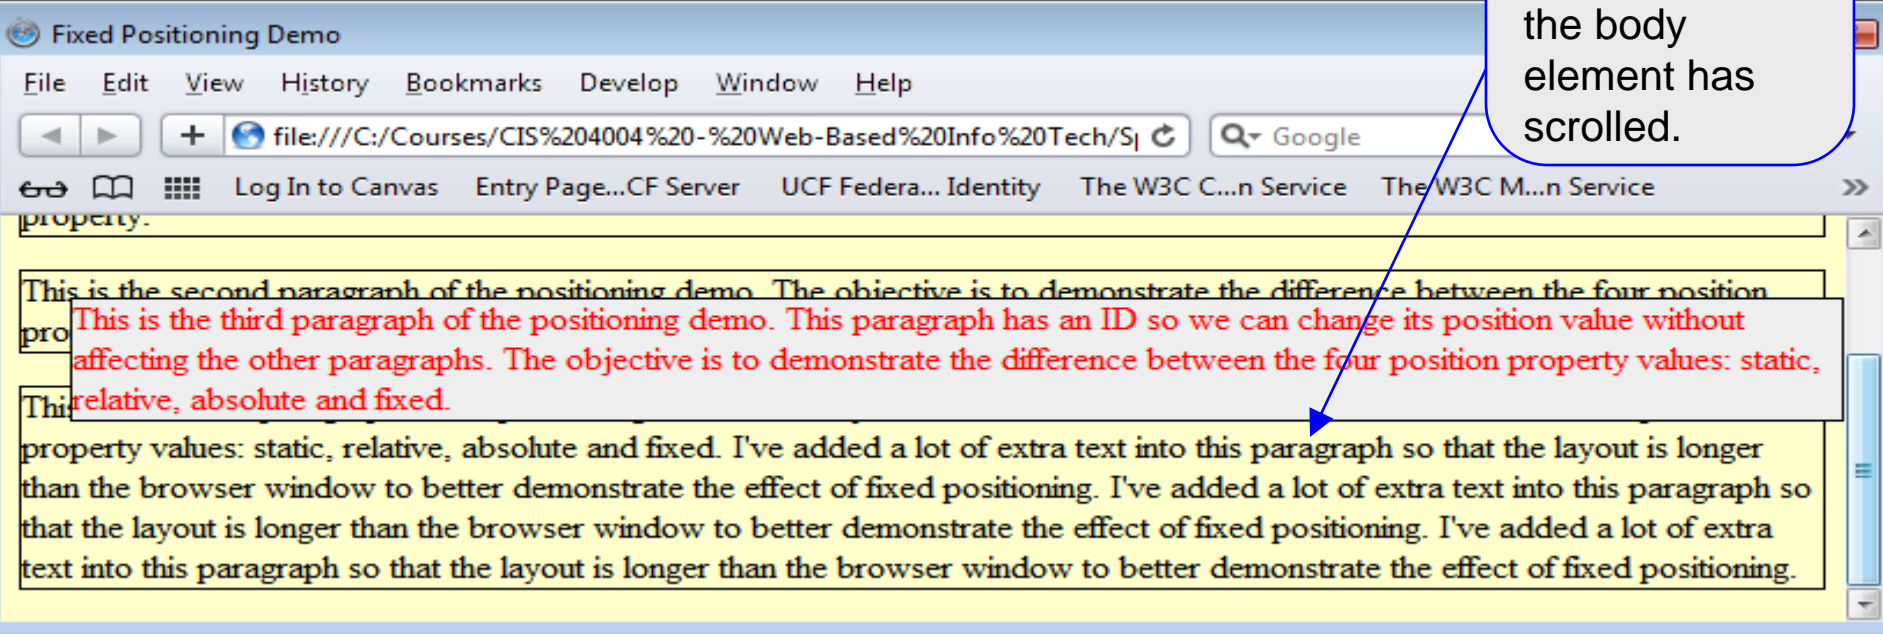 the body
element has
scrolled.
Fixed Positioning Demo
File Edit View History Bookmarks Develop Window Help
file:///C:/Courses/CIS%204004%20-%20Web-Based%20Info%20Tech/S
Google
Log In to Canvas Entry Page...CF Server UCF Federa... Identity The W3C C...n Service The W3C M...n Service
property.
This is the second paragraph of the positioning demo. The objective is to demonstrate the difference between the four position
pro
This is the third paragraph of the positioning demo. This paragraph has an ID so we can change its position value without
affecting the other paragraphs. The objective is to demonstrate the difference between the four position property values: static,
relative, absolute and fixed.
This
property values: static, relative, absolute and fixed. I've added a lot of extra text into this paragraph so that the layout is longer
than the browser window to better demonstrate the effect of fixed positioning. I've added a lot of extra text into this paragraph so
that the layout is longer than the browser window to better demonstrate the effect of fixed positioning. I've added a lot of extra
text into this paragraph so that the layout is longer than the browser window to better demonstrate the effect of fixed positioning.